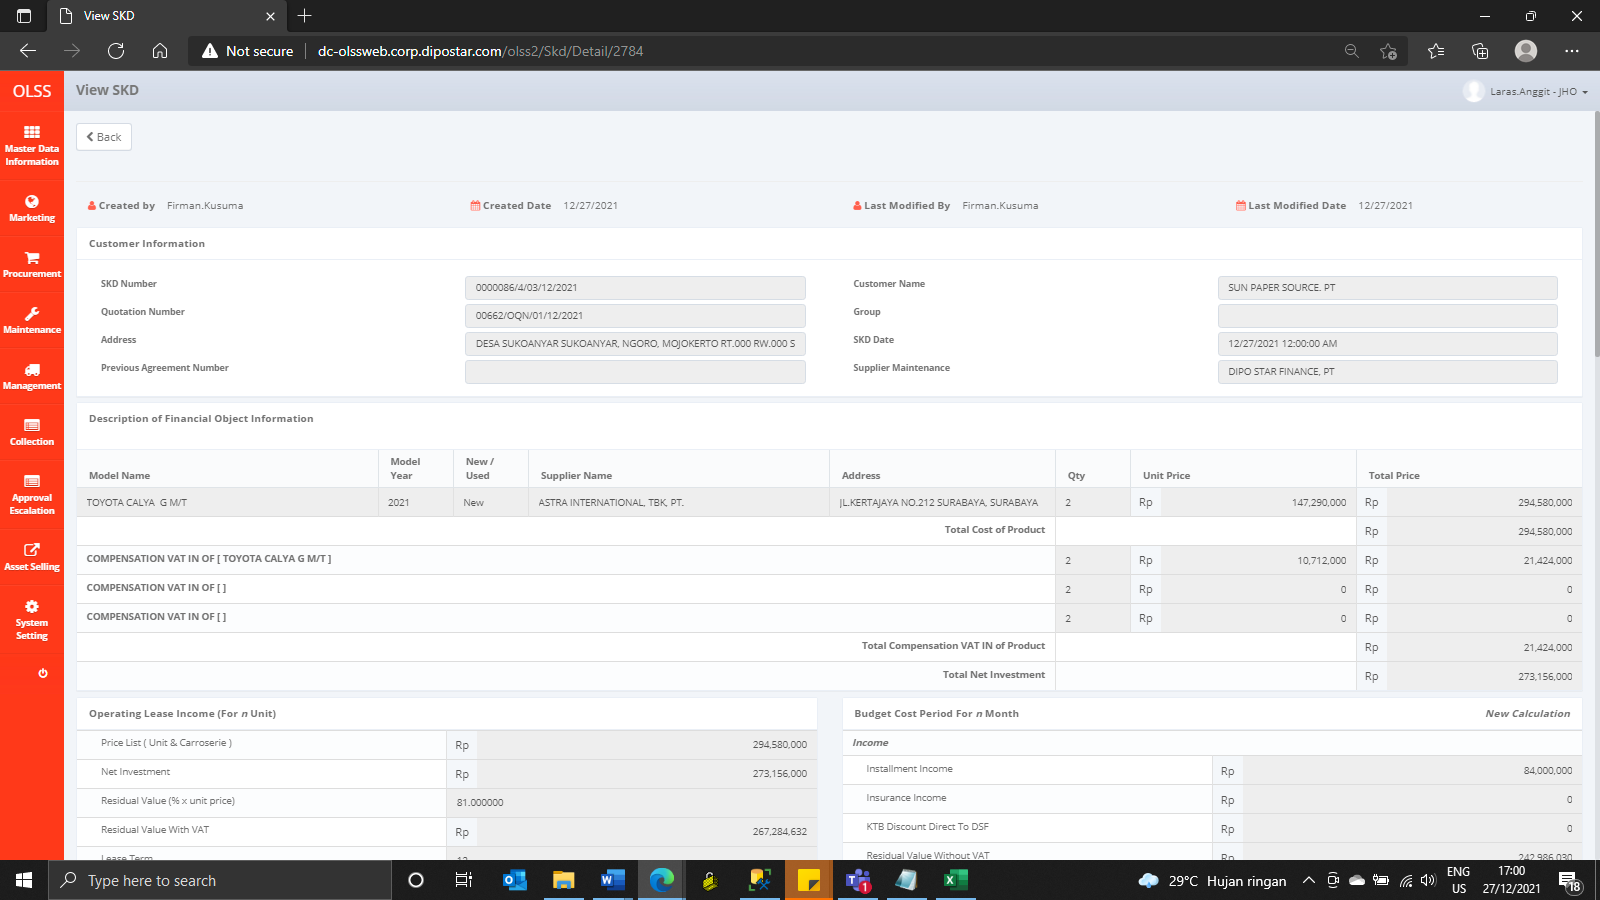 View SKD
Not secure
dc-olssweb.corp.dipostar.com/olss2/Skd/Detail/2784
OLSS
View SKD
Laras.Anggit - JHO
Master Data
Information
Marketing
Procurement
Maintenance
Management
Collection
Approval
Escalation
Asset Selling
System
Setting
Back
Created by Firman.Kusuma
Created Date 12/27/2021
Last Modified By Firman.Kusuma
Last Modified Date 12/27/2021
Customer Information
SKD Number 0000086/4/03/12/2021
Customer Name SUN PAPER SOURCE. PT
Quotation Number 00662/OQN/01/12/2021
Group
Address DESA SUKOANYAR SUKOANYAR, NGORO, MOJOKERTO RT.000 RW.000 S
SKD Date 12/27/2021 12:00:00 AM
Previous Agreement Number
Supplier Maintenance DIPO STAR FINANCE, PT
Description of Financial Object Information
Model Name Model Year New / Used Supplier Name Address Qty Unit Price Total Price
TOYOTA CALYA G M/T 2021 New ASTRA INTERNATIONAL, TBK, PT. JL.KERTAJAYA NO.212 SURABAYA, SURABAYA 2 Rp 147,290,000 Rp 294,580,000
Total Cost of Product Rp 294,580,000
COMPENSATION VAT IN OF [ TOYOTA CALYA G M/T ] 2 Rp 10,712,000 Rp 21,424,000
COMPENSATION VAT IN OF [ ] 2 Rp 0 Rp 0
COMPENSATION VAT IN OF [ ] 2 Rp 0 Rp 0
Total Compensation VAT IN of Product Rp 21,424,000
Total Net Investment Rp 273,156,000
Operating Lease Income (For n Unit)
Price List ( Unit & Carroserie ) Rp 294,580,000
Net Investment Rp 273,156,000
Residual Value (% x unit price) 81.000000
Residual Value With VAT Rp 267,284,632
Lease Term 12
Budget Cost Period For n Month New Calculation
Income
Installment Income Rp 84,000,000
Insurance Income Rp 0
KTB Discount Direct To DSF Rp 0
Residual Value Without VAT Rp 242,986,030
Type here to search
1
29°C Hujan ringan
ENG
US
17:00
27/12/2021
18